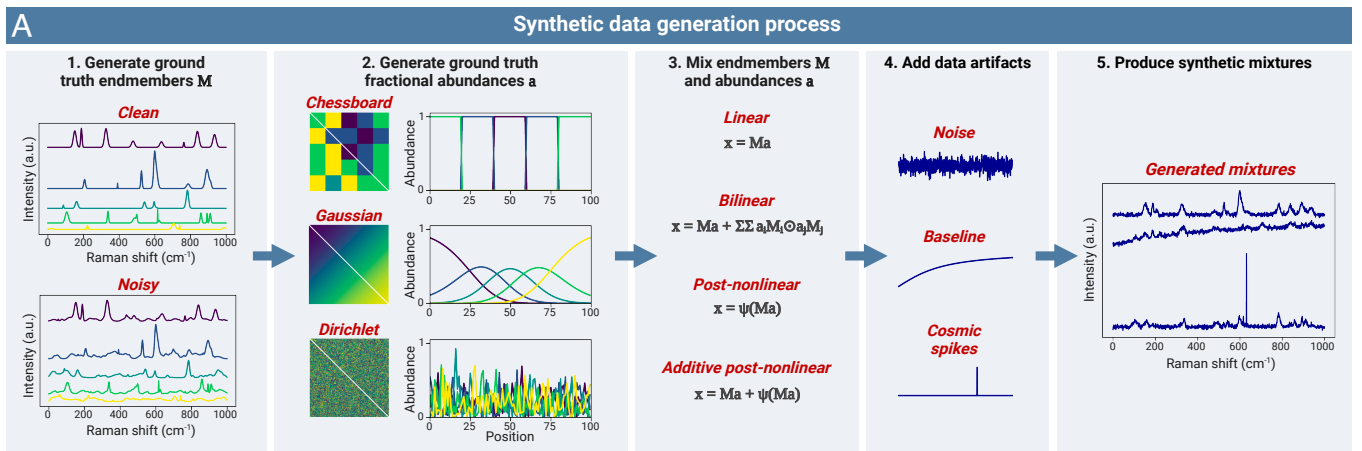 A
Synthetic data generation process
1. Generate ground
truth endmembers M
Clean
Intensity (a.u.)
0 200 400 600 800 1000
Raman shift (cm⁻¹)
Noisy
Intensity (a.u.)
0 200 400 600 800 1000
Raman shift (cm⁻¹)
2. Generate ground truth
fractional abundances a
Chessboard
Abundance
1
0
0 25 50 75 100
Gaussian
Abundance
1
0
0 25 50 75 100
Dirichlet
Abundance
1
0
0 25 50 75 100
Position
3. Mix endmembers M
and abundances a
Linear
x = Ma
Bilinear
x = Ma + ΣΣ aᵢMᵢ⊙aⱼMⱼ
Post-nonlinear
x = ψ(Ma)
Additive post-nonlinear
x = Ma + ψ(Ma)
4. Add data artifacts
Noise
Baseline
Cosmic
spikes
5. Produce synthetic mixtures
Generated mixtures
Intensity (a.u.)
0 200 400 600 800 1000
Raman shift (cm⁻¹)